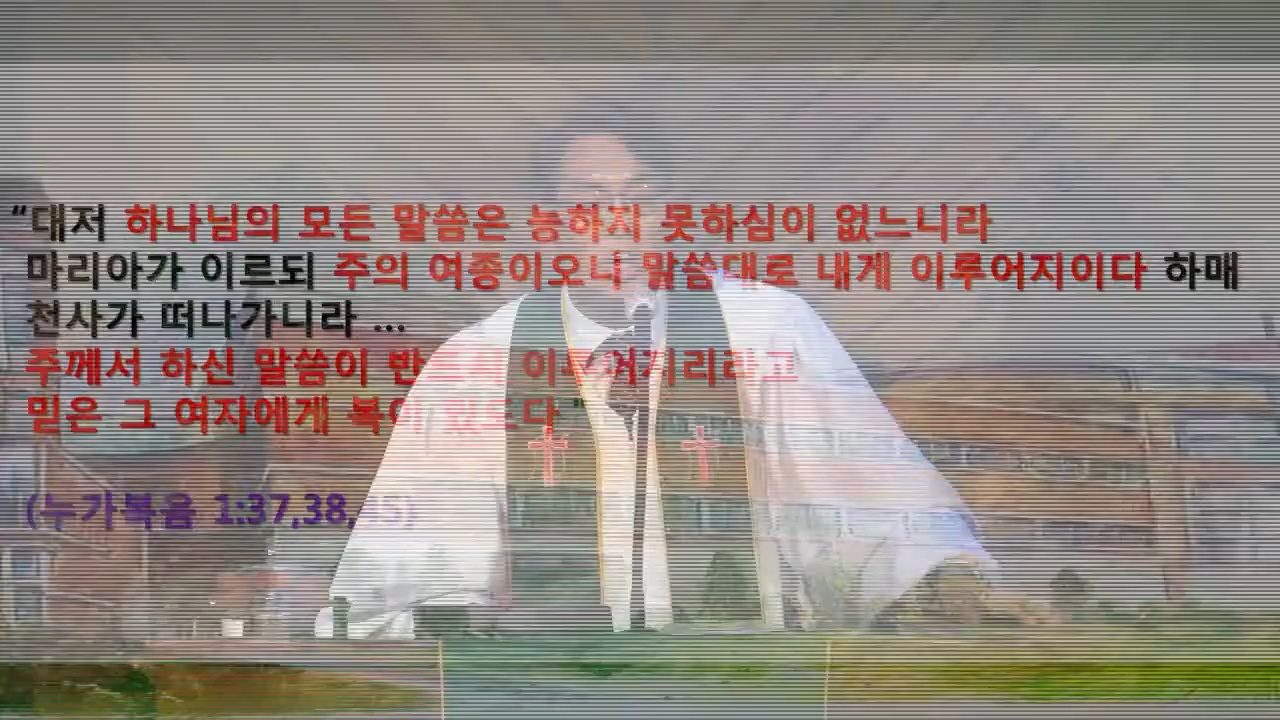 “대저 하나님의 모든 말씀은 능하지 못하심이 없느니라
마리아가 이르되 주의 여종이오니 말씀대로 내게 이루어지이다 하매
천사가 떠나가니라 ...
주께서 하신 말씀이 반드시 이루어지리라고
믿은 그 여자에게 복이 있도다 "
(누가복음 1:37,38,45)